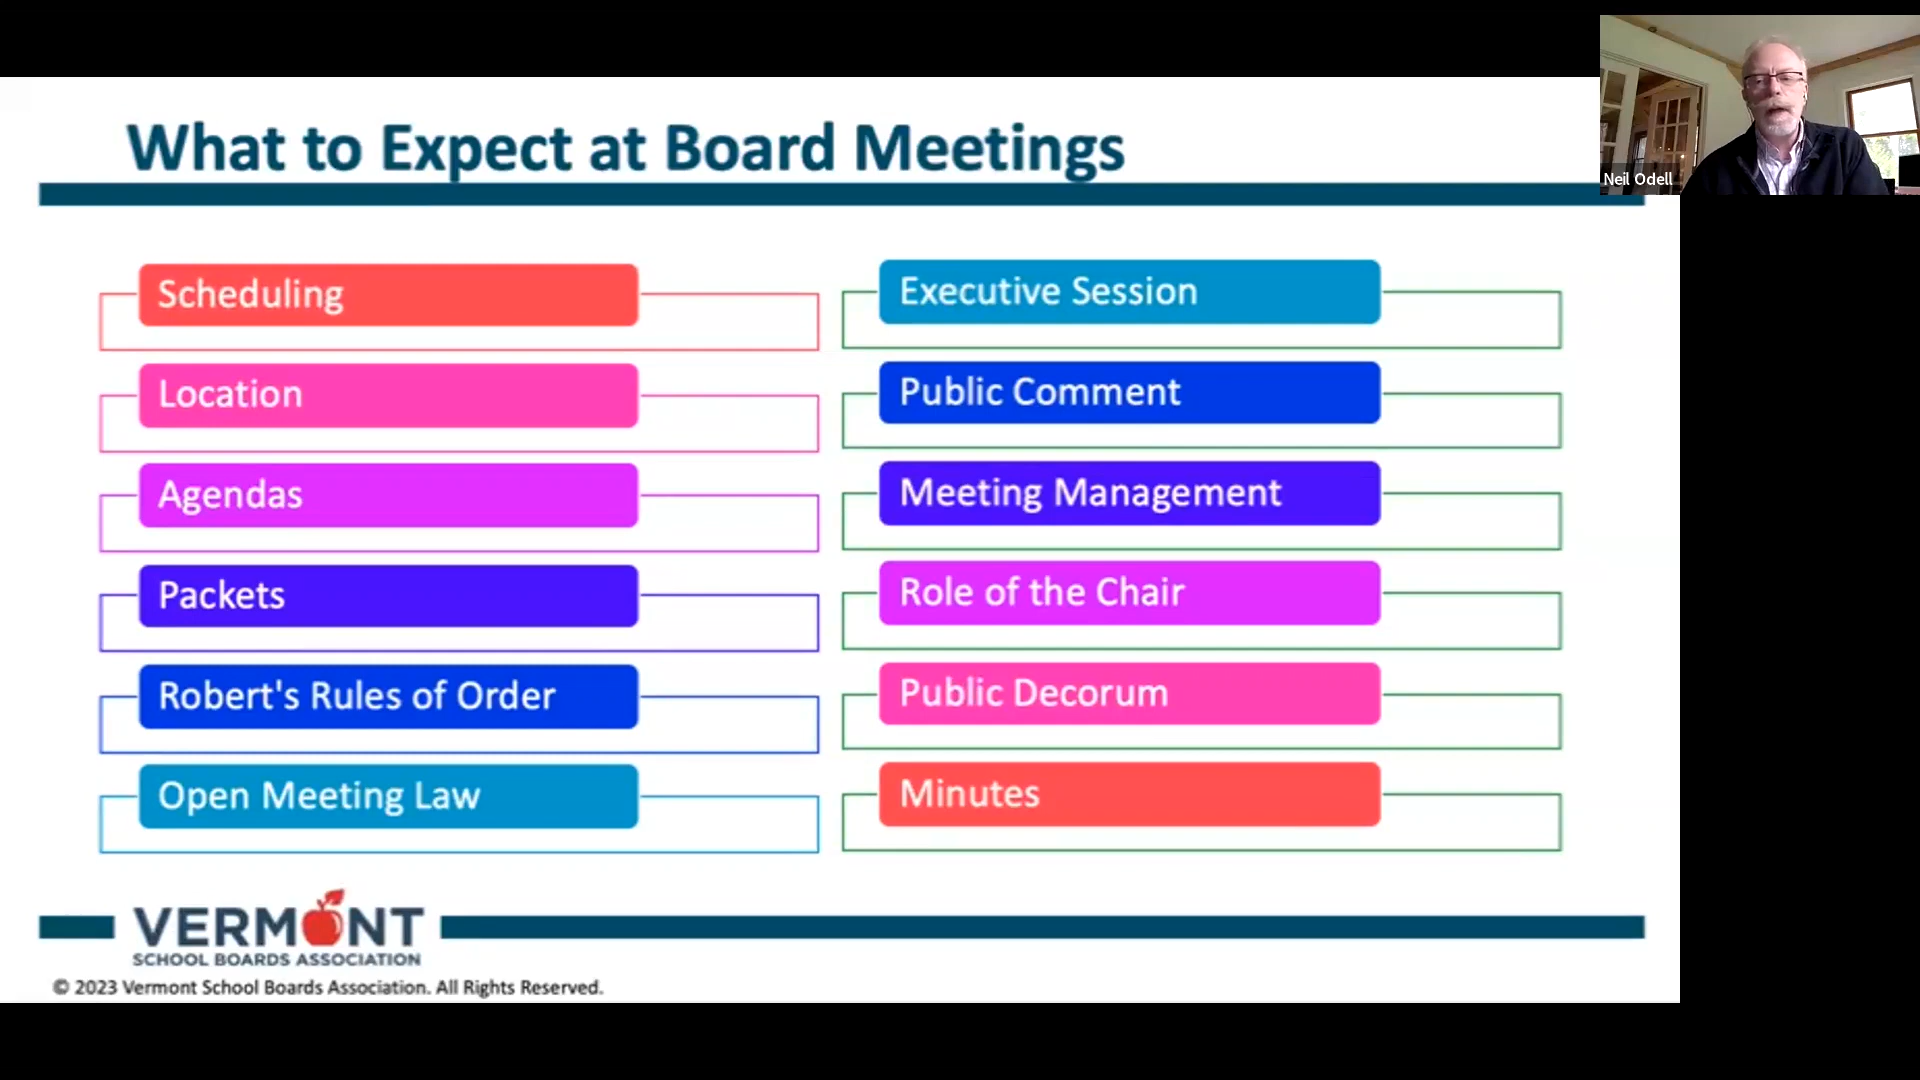 What to Expect at Board Meetings
Neil Odell
Scheduling
Location
Agendas
Packets
Robert's Rules of Order
Open Meeting Law
Executive Session
Public Comment
Meeting Management
Role of the Chair
Public Decorum
Minutes
VERMONT
SCHOOL BOARDS ASSOCIATION
© 2023 Vermont School Boards Association. All Rights Reserved.